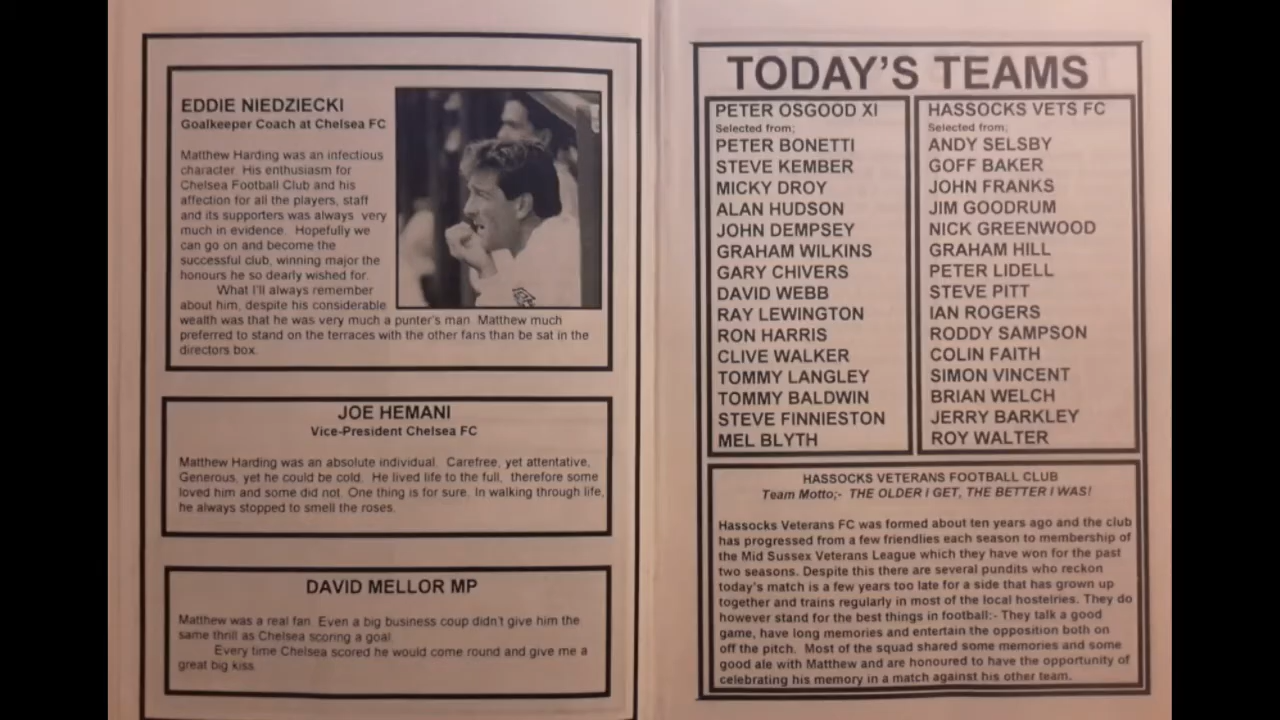 EDDIE NIEDZIECKI
Goalkeeper Coach at Chelsea FC
Matthew Harding was an infectious
character. His enthusiasm for
Chelsea Football Club and his
affection for all the players, staff
and its supporters was always very
much in evidence. Hopefully we
can go on and become the
successful club, winning major the
honours he so dearly wished for.
What I'll always remember
about him, despite his considerable
wealth was that he was very much a punter's man. Matthew much
preferred to stand on the terraces with the other fans than be sat in the
directors box.
JOE HEMANI
Vice-President Chelsea FC
Matthew Harding was an absolute individual. Carefree, yet attentative,
Generous, yet he could be cold. He lived life to the full, therefore some
loved him and some did not. One thing is for sure. In walking through life,
he always stopped to smell the roses.
DAVID MELLOR MP
Matthew was a real fan. Even a big business coup didn't give him the
same thrill as Chelsea scoring a goal.
Every time Chelsea scored he would come round and give me a
great big kiss.
TODAY'S TEAMS
PETER OSGOOD XI
Selected from;
PETER BONETTI
STEVE KEMBER
MICKY DROY
ALAN HUDSON
JOHN DEMPSEY
GRAHAM WILKINS
GARY CHIVERS
DAVID WEBB
RAY LEWINGTON
RON HARRIS
CLIVE WALKER
TOMMY LANGLEY
TOMMY BALDWIN
STEVE FINNIESTON
MEL BLYTH
HASSOCKS VETS FC
Selected from;
ANDY SELSBY
GOFF BAKER
JOHN FRANKS
JIM GOODRUM
NICK GREENWOOD
GRAHAM HILL
PETER LIDELL
STEVE PITT
IAN ROGERS
RODDY SAMPSON
COLIN FAITH
SIMON VINCENT
BRIAN WELCH
JERRY BARKLEY
ROY WALTER
HASSOCKS VETERANS FOOTBALL CLUB
Team Motto;- THE OLDER I GET, THE BETTER I WAS!
Hassocks Veterans FC was formed about ten years ago and the club
has progressed from a few friendlies each season to membership of
the Mid Sussex Veterans League which they have won for the past
two seasons. Despite this there are several pundits who reckon
today's match is a few years too late for a side that has grown up
together and trains regularly in most of the local hostelries. They do
however stand for the best things in football:- They talk a good
game, have long memories and entertain the opposition both on
off the pitch. Most of the squad shared some memories and some
good ale with Matthew and are honoured to have the opportunity of
celebrating his memory in a match against his other team.